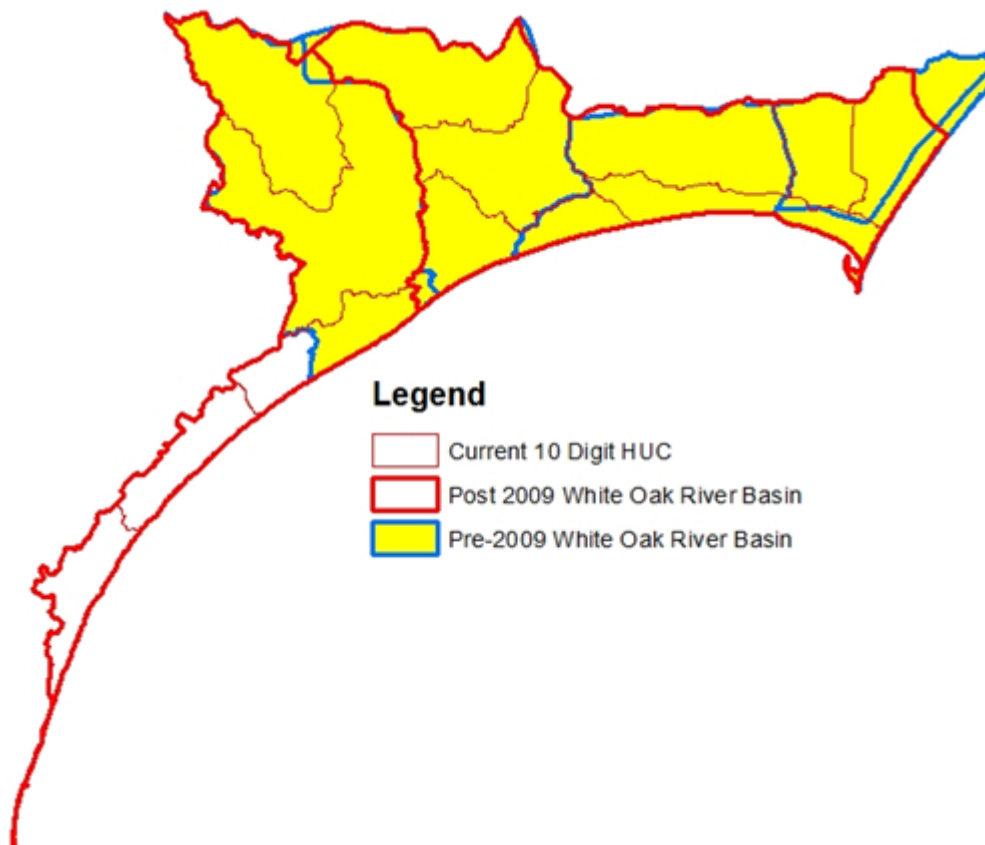 Legend
Current 10 Digit HUC
Post 2009 White Oak River Basin
Pre-2009 White Oak River Basin